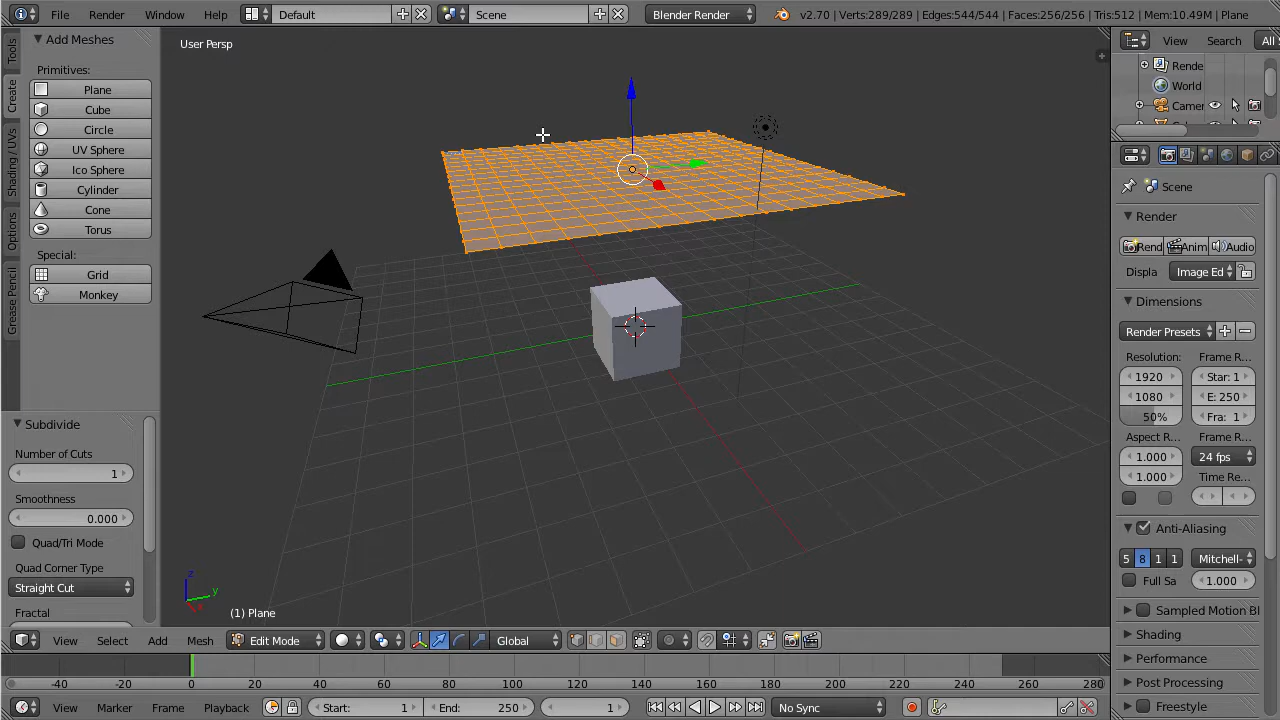 File Render Window Help Default Scene Blender Render v2.70 | Verts:289/289 | Edges:544/544 | Faces:256/256 | Tris:512 | Mem:10.49M | Plane
Tools
Create
Shading / UVs
Options
Grease Pencil
Add Meshes
Primitives:
Plane
Cube
Circle
UV Sphere
Ico Sphere
Cylinder
Cone
Torus
Special:
Grid
Monkey
Subdivide
Number of Cuts
1
Smoothness
0.000
Quad/Tri Mode
Quad Corner Type
Straight Cut
Fractal
User Persp
z
y
x
(1) Plane
View Search All S
Rende
World
Camer
Scene
Render
Rend Anim Audio
Displa Image Ed
Dimensions
Render Presets
Resolution: Frame R...
1920 Star: 1
1080 E: 250
50% Fra: 1
Aspect R... Frame R...
1.000 24 fps
1.000 Time Re...
Anti-Aliasing
5 8 1 1 Mitchell-
Full Sa 1.000
Sampled Motion Bl
Shading
Performance
Post Processing
Freestyle
View Select Add Mesh Edit Mode Global
-40 -20 0 20 40 60 80 100 120 140 160 180 200 220 240 260 280
View Marker Frame Playback Start: 1 End: 250 1 No Sync